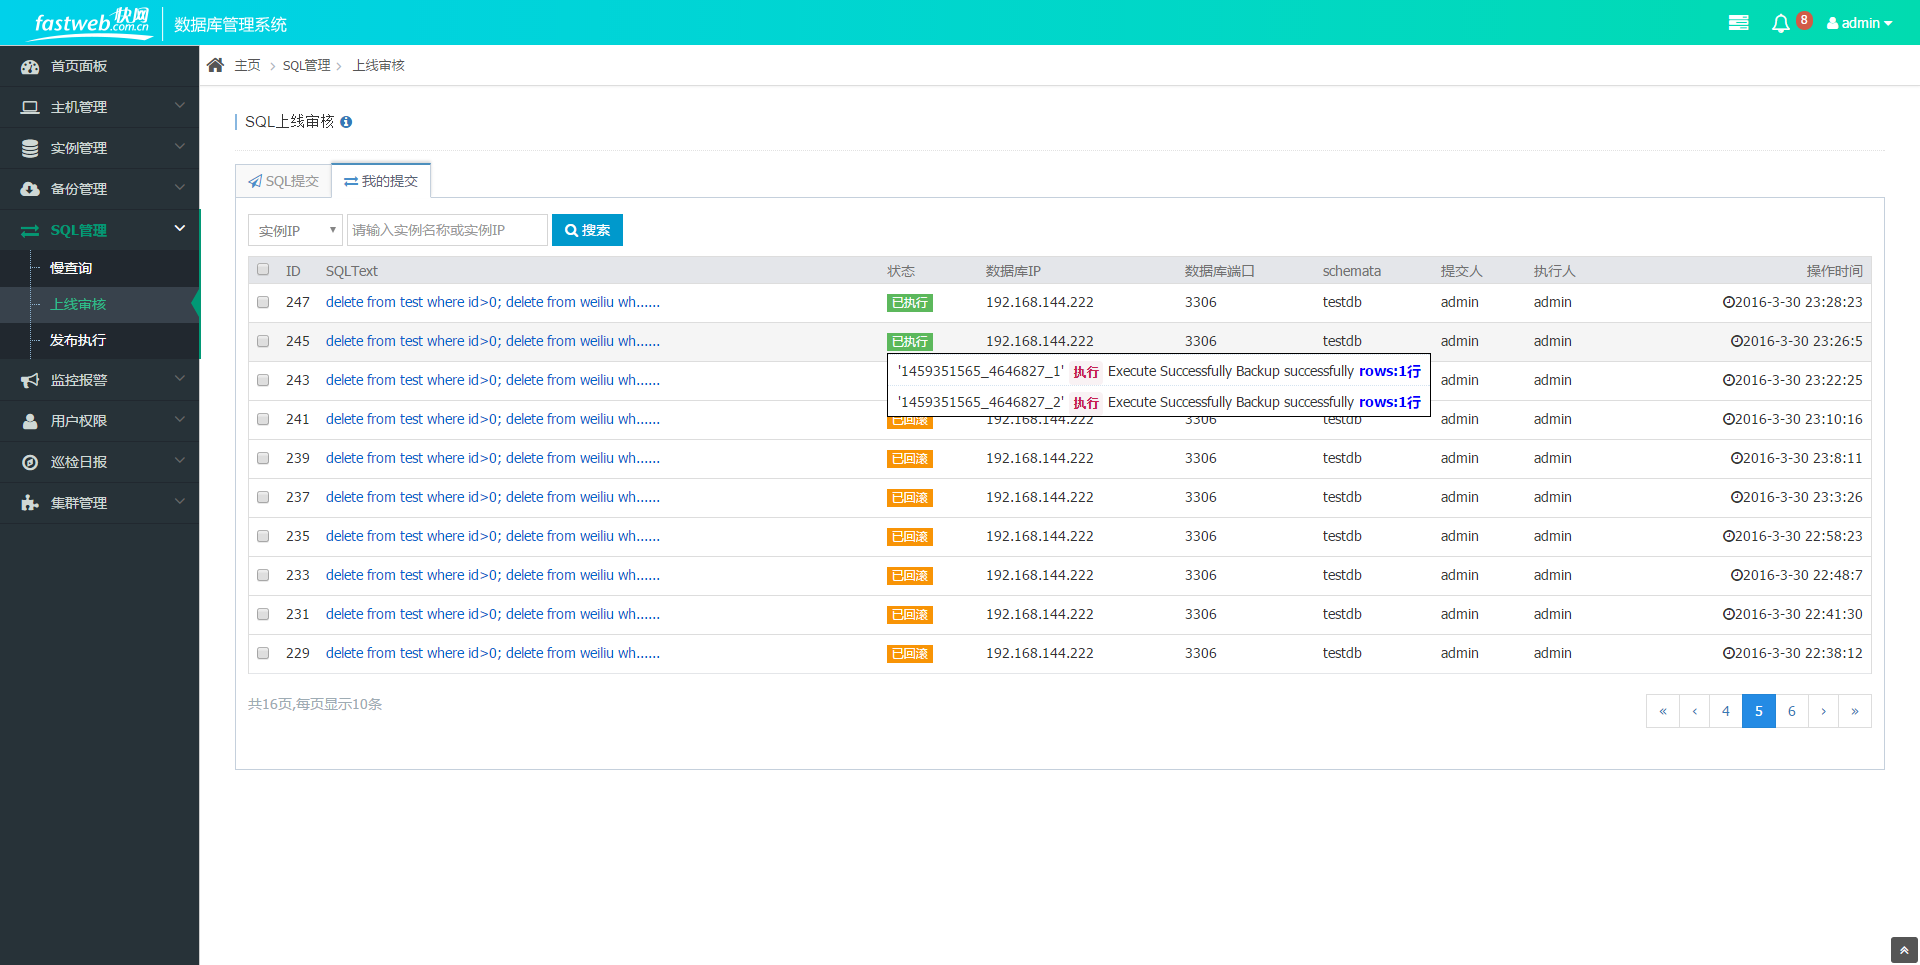 fastweb快网 .com.cn 数据库管理系统 8 admin
首页面板
主机管理
实例管理
备份管理
SQL管理
慢查询
上线审核
发布执行
监控报警
用户权限
巡检日报
集群管理
主页 SQL管理 上线审核
SQL上线审核
SQL提交 我的提交
实例IP 请输入实例名称或实例IP 搜索
ID SQLText 状态 数据库IP 数据库端口 schemata 提交人 执行人 操作时间
247 delete from test where id>0; delete from weiliu wh...... 已执行 192.168.144.222 3306 testdb admin admin 2016-3-30 23:28:23
245 delete from test where id>0; delete from weiliu wh...... 已执行 192.168.144.222 3306 testdb admin admin 2016-3-30 23:26:5
'1459351565_4646827_1' 执行 Execute Successfully Backup successfully rows:1行
'1459351565_4646827_2' 执行 Execute Successfully Backup successfully rows:1行
243 delete from test where id>0; delete from weiliu wh...... admin 2016-3-30 23:22:25
241 delete from test where id>0; delete from weiliu wh...... 已回滚 192.168.144.222 3306 testdb admin admin 2016-3-30 23:10:16
239 delete from test where id>0; delete from weiliu wh...... 已回滚 192.168.144.222 3306 testdb admin admin 2016-3-30 23:8:11
237 delete from test where id>0; delete from weiliu wh...... 已回滚 192.168.144.222 3306 testdb admin admin 2016-3-30 23:3:26
235 delete from test where id>0; delete from weiliu wh...... 已回滚 192.168.144.222 3306 testdb admin admin 2016-3-30 22:58:23
233 delete from test where id>0; delete from weiliu wh...... 已回滚 192.168.144.222 3306 testdb admin admin 2016-3-30 22:48:7
231 delete from test where id>0; delete from weiliu wh...... 已回滚 192.168.144.222 3306 testdb admin admin 2016-3-30 22:41:30
229 delete from test where id>0; delete from weiliu wh...... 已回滚 192.168.144.222 3306 testdb admin admin 2016-3-30 22:38:12
共16页,每页显示10条 « ‹ 4 5 6 › »